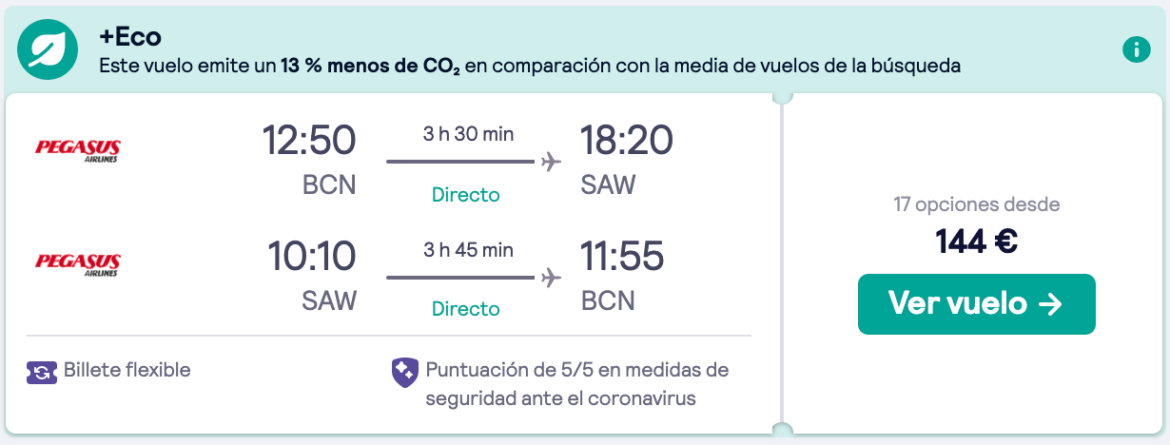 +Eco
Este vuelo emite un 13 % menos de CO₂ en comparación con la media de vuelos de la búsqueda
i
PEGASUS
AIRLINES
12:50
BCN
3 h 30 min
Directo
18:20
SAW
PEGASUS
AIRLINES
10:10
SAW
3 h 45 min
Directo
11:55
BCN
Billete flexible
Puntuación de 5/5 en medidas de
seguridad ante el coronavirus
17 opciones desde
144 €
Ver vuelo →